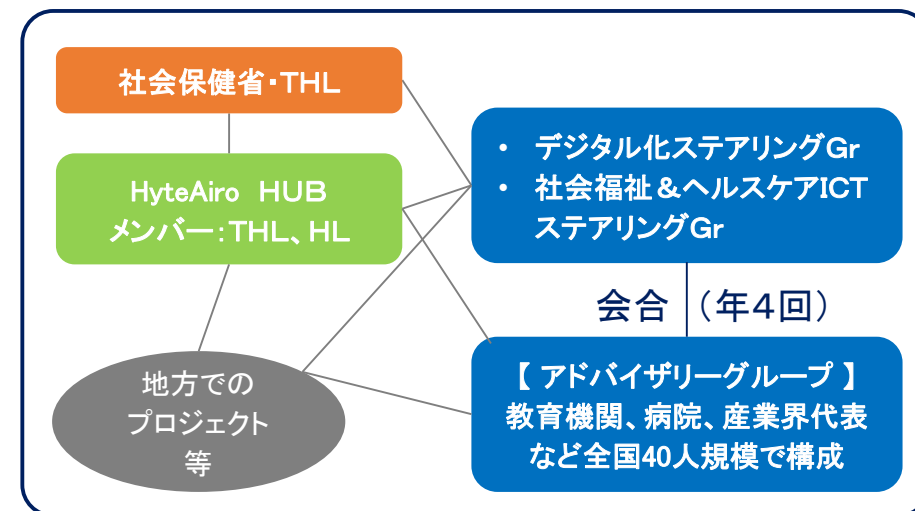 社会保健省・THL
HyteAiro HUB
メンバー：THL、HL
地方での
プロジェクト
等
• デジタル化ステアリングGr
• 社会福祉＆ヘルスケアICT
ステアリングGr
会合 （年４回）
【 アドバイザリーグループ 】
教育機関、病院、産業界代表
など全国40人規模で構成